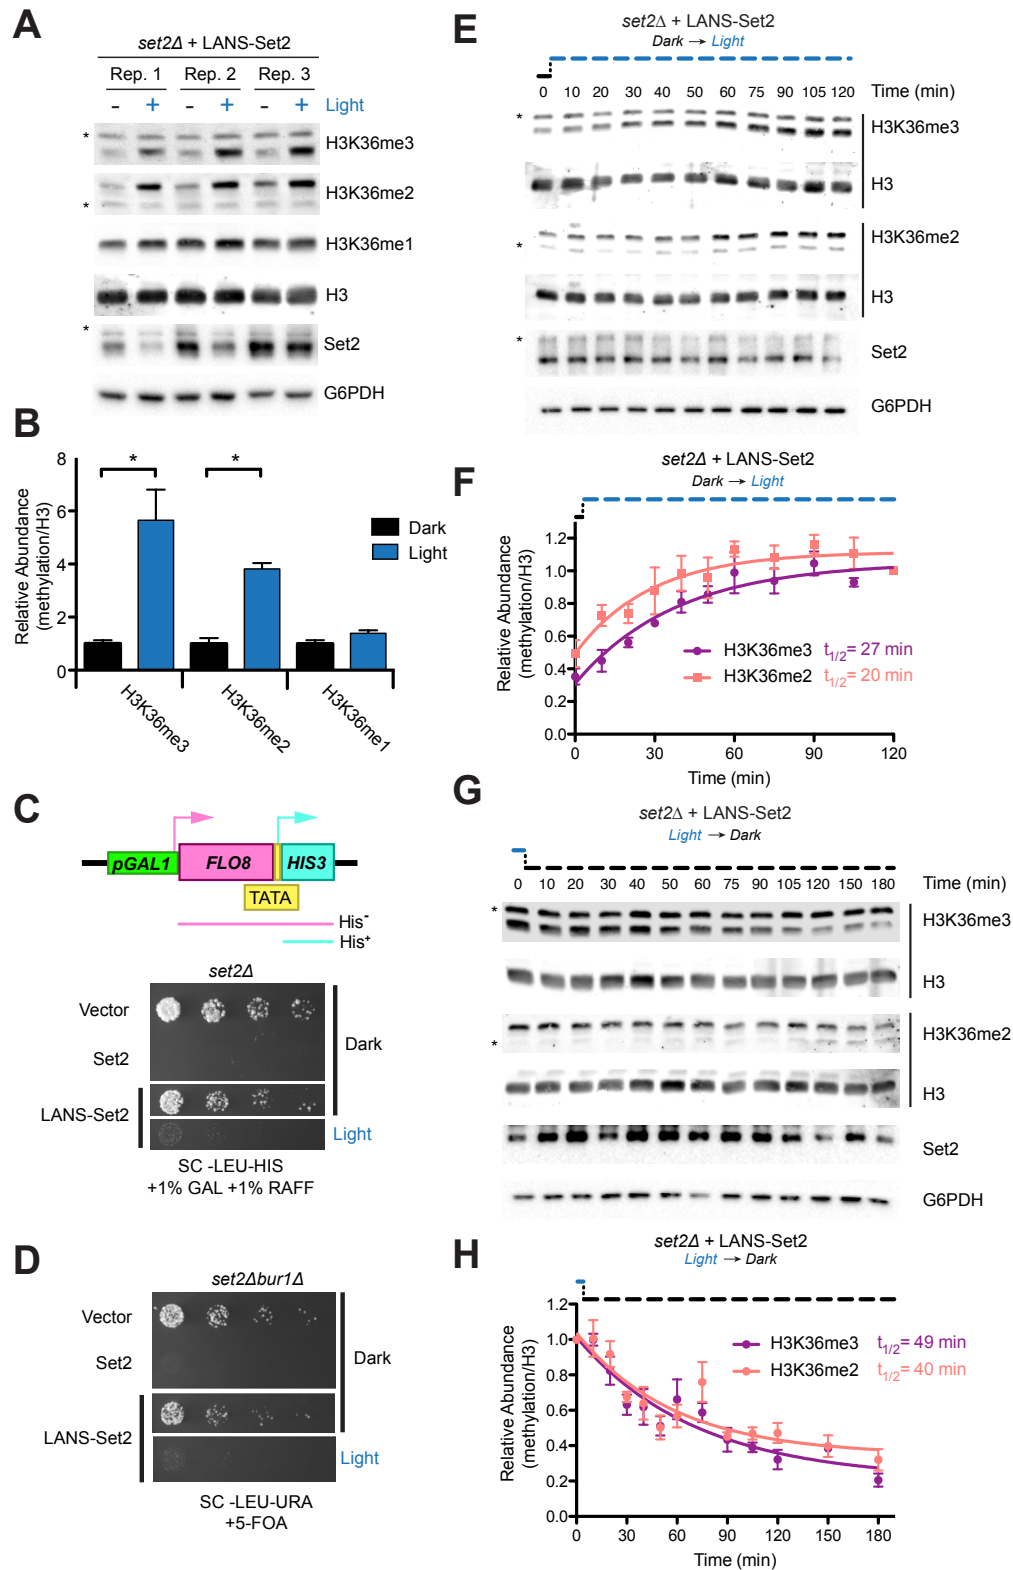 A
set2Δ + LANS-Set2
Rep. 1 Rep. 2 Rep. 3
- + - + - + Light
*
H3K36me3
H3K36me2
*
H3K36me1
H3
*
Set2
G6PDH
B
8
6
4
2
0
Relative Abundance
(methylation/H3)
* *
Dark
Light
H3K36me3
H3K36me2
H3K36me1
C
pGAL1 FLO8 HIS3
TATA
His-
His+
set2Δ
Vector
Set2
Dark
LANS-Set2
Light
SC -LEU-HIS
+1% GAL +1% RAFF
D
set2Δbur1Δ
Vector
Set2
Dark
LANS-Set2
Light
SC -LEU-URA
+5-FOA
E
set2Δ + LANS-Set2
Dark → Light
0 10 20 30 40 50 60 75 90 105 120 Time (min)
*
H3K36me3
H3
H3K36me2
*
H3
*
Set2
G6PDH
F
set2Δ + LANS-Set2
Dark → Light
1.2
1.0
0.8
0.6
0.4
0.2
0.0
Relative Abundance
(methylation/H3)
H3K36me3 t1/2= 27 min
H3K36me2 t1/2= 20 min
0 30 60 90 120
Time (min)
G
set2Δ + LANS-Set2
Light → Dark
0 10 20 30 40 50 60 75 90 105 120 150 180 Time (min)
*
H3K36me3
H3
H3K36me2
*
H3
Set2
G6PDH
H
set2Δ + LANS-Set2
Light → Dark
1.2
1.0
0.8
0.6
0.4
0.2
0.0
Relative Abundance
(methylation/H3)
H3K36me3 t1/2= 49 min
H3K36me2 t1/2= 40 min
0 30 60 90 120 150 180
Time (min)